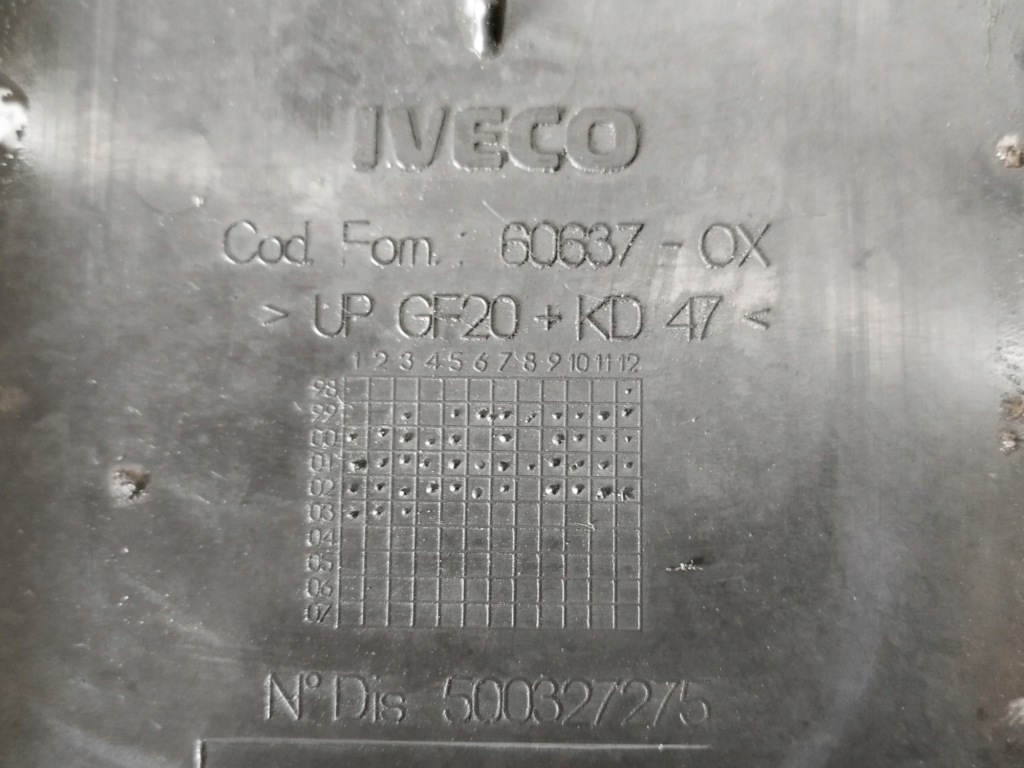 IVECO
Cod. Forn. : 60637 - OX
> UP GF20 + KD 47 <
1 2 3 4 5 6 7 8 9 10 11 12
98
99
00
01
02
03
04
05
06
07
N° Dis 500327275